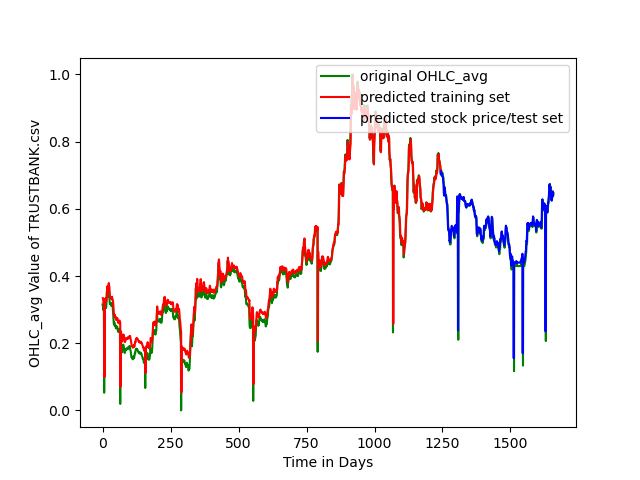 original OHLC_avg
predicted training set
predicted stock price/test set
OHLC_avg Value of TRUSTBANK.csv
1.0
0.8
0.6
0.4
0.2
0.0
0 250 500 750 1000 1250 1500
Time in Days